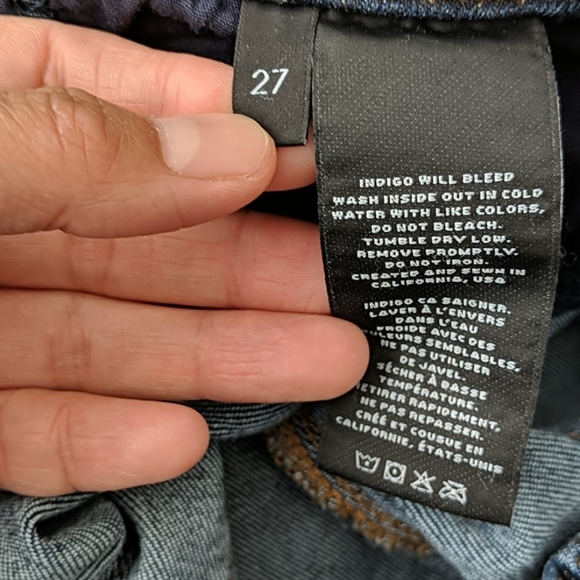 27
INDIGO WILL BLEED
WASH INSIDE OUT IN COLD
WATER WITH LIKE COLORS,
DO NOT BLEACH.
TUMBLE DRY LOW.
REMOVE PROMPTLY.
DO NOT IRON.
CREATED AND SEWN IN
CALIFORNIA, USA
INDIGO CA SAIGNER.
LAVER À L'ENVERS
DANS L'EAU
FROIDE AVEC DES
SEMBLABLES,
NE PAS UTILISER
DE JAVEL.
SÉCHER À BASSE
TEMPÉRATURE.
RAPIDEMENT.
NE PAS REPASSER.
CRÉÉ ET COUSUE EN
CALIFORNIE, ÉTATS-UNIS